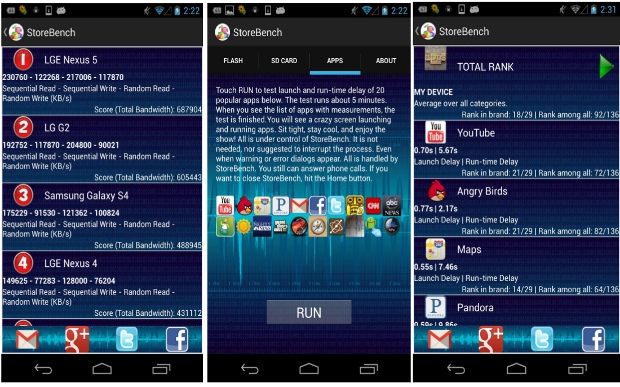 2:22
StoreBench
1
LGE Nexus 5
230760 - 122268 - 217006 - 117870
Sequential Read - Sequential Write - Random Read -
Random Write (KB/s)
Score (Total Bandwidth): 687904
2
LG G2
192752 - 117870 - 204800 - 90021
Sequential Read - Sequential Write - Random Read -
Random Write (KB/s)
Score (Total Bandwidth): 605443
3
Samsung Galaxy S4
175229 - 91530 - 121362 - 100824
Sequential Read - Sequential Write - Random Read -
Random Write (KB/s)
Score (Total Bandwidth): 488945
4
LGE Nexus 4
149625 - 77283 - 128000 - 76204
Sequential Read - Sequential Write - Random Read -
Random Write (KB/s)
Score (Total Bandwidth): 431112
2:22
StoreBench
FLASH SD CARD APPS ABOUT
Touch RUN to test launch and run-time delay of 20
popular apps below. The test runs about 5 minutes.
When you see the list of apps with measurements, the
test is finished. You will see a crazy screen launching
and running apps. Sit tight, stay cool, and enjoy the
show! All is under control of StoreBench. It is not
needed, nor suggested to interrupt the process. Even
when warning or error dialogs appear. All is handled by
StoreBench. You still can answer phone calls. If you
want to close StoreBench, hit the Home button.
You Tube
CNN
abc NEWS
RUN
2:31
StoreBench
TOTAL RANK
MY DEVICE
Average over all categories.
Rank in brand: 18/29 | Rank among all: 72/136
You Tube
YouTube
0.70s | 5.67s
Launch Delay | Run-time Delay
Rank in brand: 21/29 | Rank among all: 92/136
Angry Birds
0.77s | 2.17s
Launch Delay | Run-time Delay
Rank in brand: 21/29 | Rank among all: 82/136
Maps
0.55s | 7.46s
Launch Delay | Run-time Delay
Rank in brand: 14/29 | Rank among all: 64/136
P
Pandora
0.59s | 9.86s